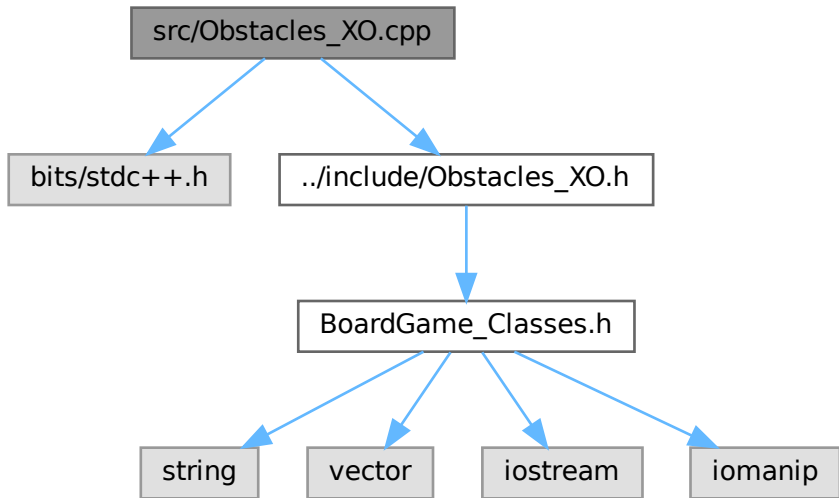 src/Obstacles_XO.cpp
bits/stdc++.h
../include/Obstacles_XO.h
BoardGame_Classes.h
string
vector
iostream
iomanip